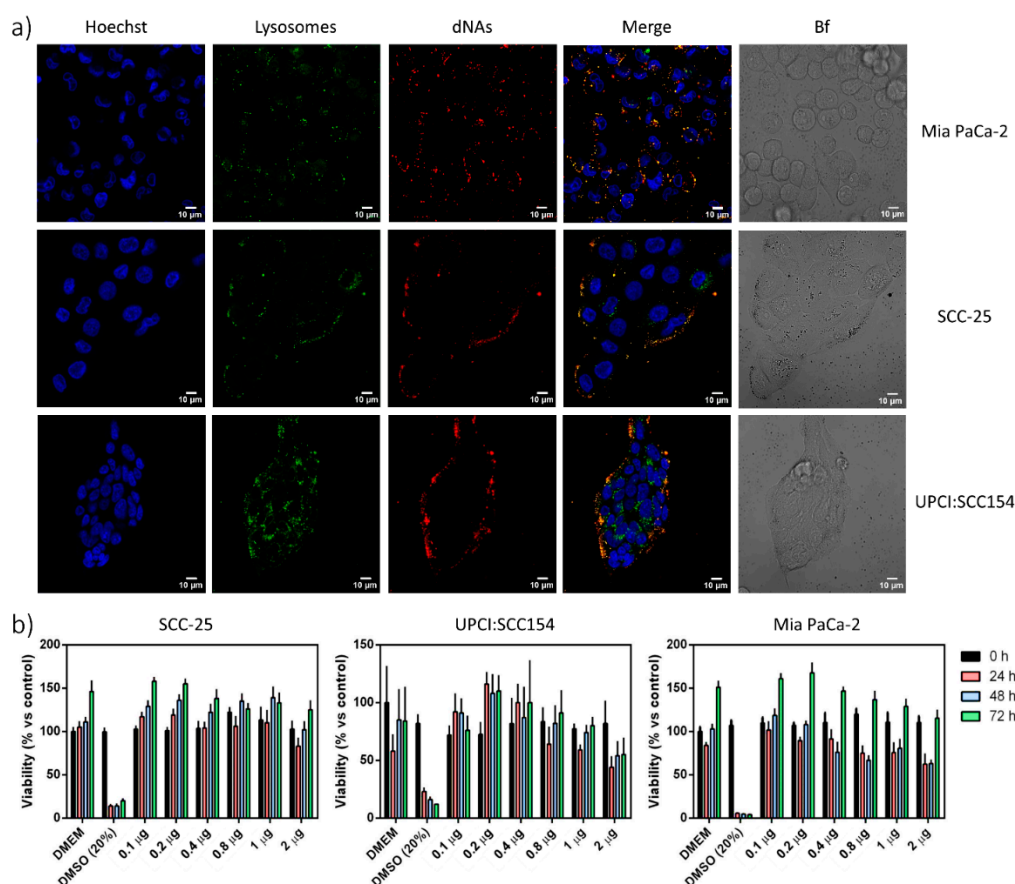 a)
Hoechst Lysosomes dNAs Merge Bf
10 μm 10 μm 10 μm 10 μm 10 μm
Mia PaCa-2
10 μm 10 μm 10 μm 10 μm 10 μm
SCC-25
10 μm 10 μm 10 μm 10 μm 10 μm
UPCI:SCC154
b)
SCC-25
Viability (% vs control)
200
150
100
50
0
DMEM
DMSO (20%)
0.1 μg
0.2 μg
0.4 μg
0.8 μg
1 μg
2 μg
UPCI:SCC154
Viability (% vs control)
150
100
50
0
DMEM
DMSO (20%)
0.1 μg
0.2 μg
0.4 μg
0.8 μg
1 μg
2 μg
Mia PaCa-2
Viability (% vs control)
200
150
100
50
0
DMEM
DMSO (20%)
0.1 μg
0.2 μg
0.4 μg
0.8 μg
1 μg
2 μg
0 h
24 h
48 h
72 h